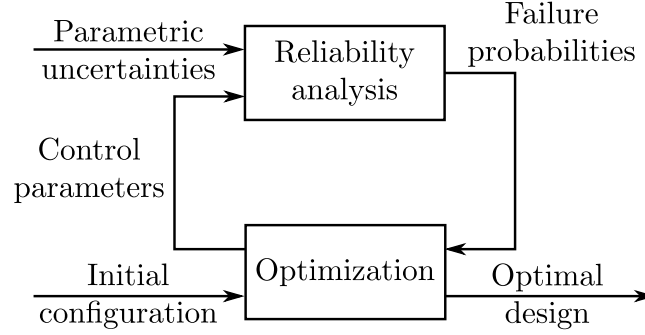 Parametric
uncertainties
Reliability
analysis
Failure
probabilities
Control
parameters
Initial
configuration
Optimization
Optimal
design